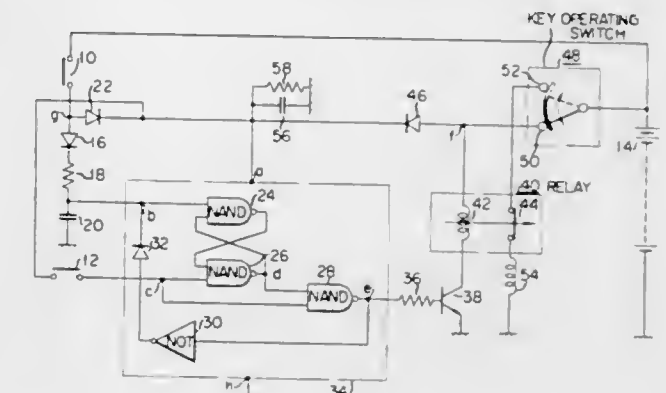 KEY OPERATING
SWITCH
10
58
52
48
22
g
46
56
f
16
a
50
14
18
24
40 RELAY
NAND
42
44
20
b
32
26
NAND
d
28
36
38
54
12
c
NAND
e
30
NOT
h
34